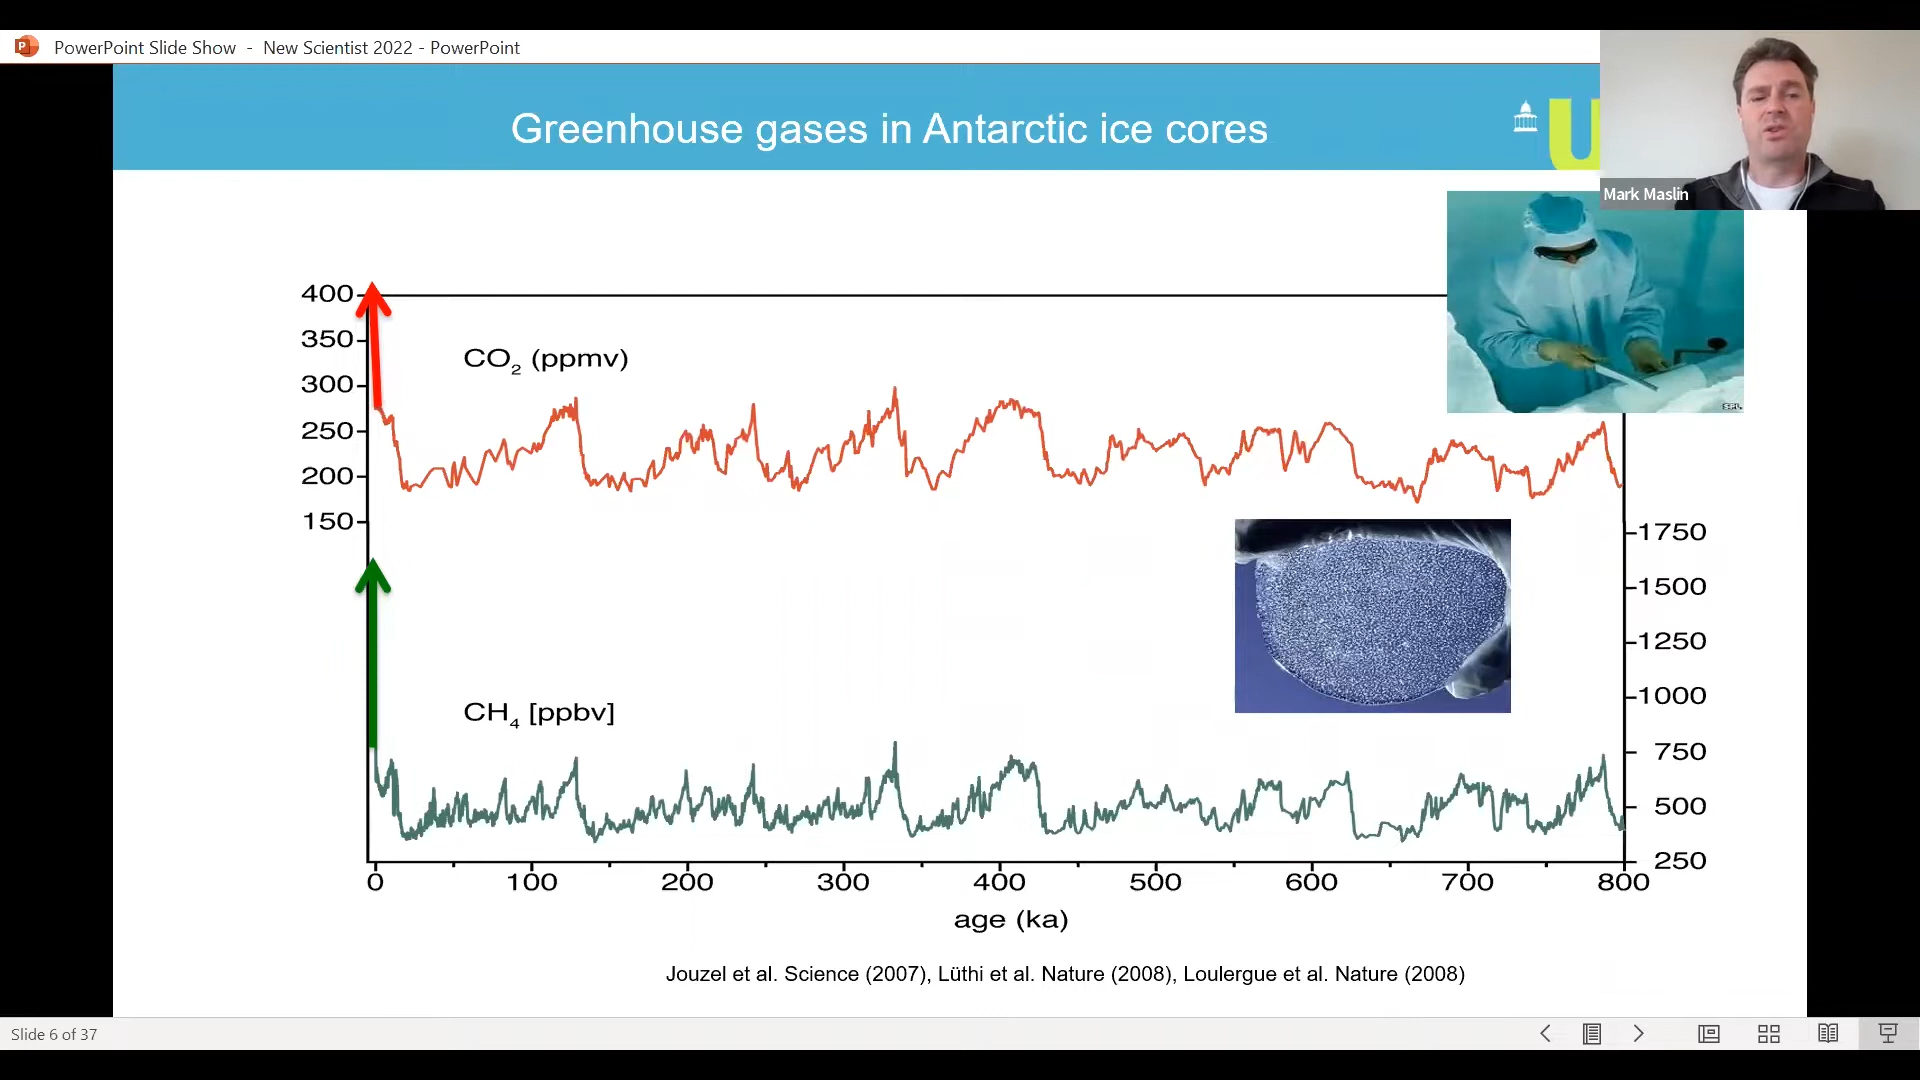 PowerPoint Slide Show - New Scientist 2022 - PowerPoint
Greenhouse gases in Antarctic ice cores
U
Mark Maslin
SPL
400
350
300
250
200
150
CO₂ (ppmv)
1750
1500
1250
1000
750
500
250
CH₄ [ppbv]
0 100 200 300 400 500 600 700 800
age (ka)
Jouzel et al. Science (2007), Lüthi et al. Nature (2008), Loulergue et al. Nature (2008)
Slide 6 of 37